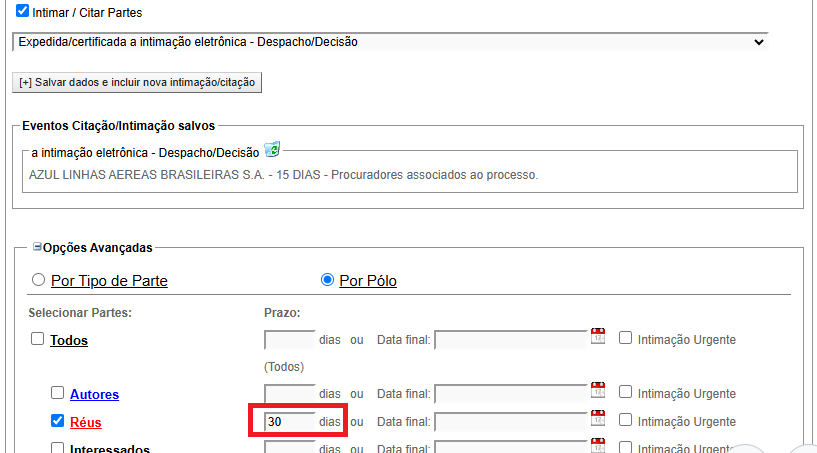 Intimar / Citar Partes
Expedida/certificada a intimação eletrônica - Despacho/Decisão
[+] Salvar dados e incluir nova intimação/citação
Eventos Citação/Intimação salvos
a intimação eletrônica - Despacho/Decisão
AZUL LINHAS AEREAS BRASILEIRAS S.A. - 15 DIAS - Procuradores associados ao processo.
Opções Avançadas
Por Tipo de Parte Por Pólo
Selecionar Partes: Prazo:
Todos dias ou Data final: Intimação Urgente
(Todos)
Autores dias ou Data final: Intimação Urgente
Réus 30 dias ou Data final: Intimação Urgente
Interessados dias ou Data final: Intimação Urgente